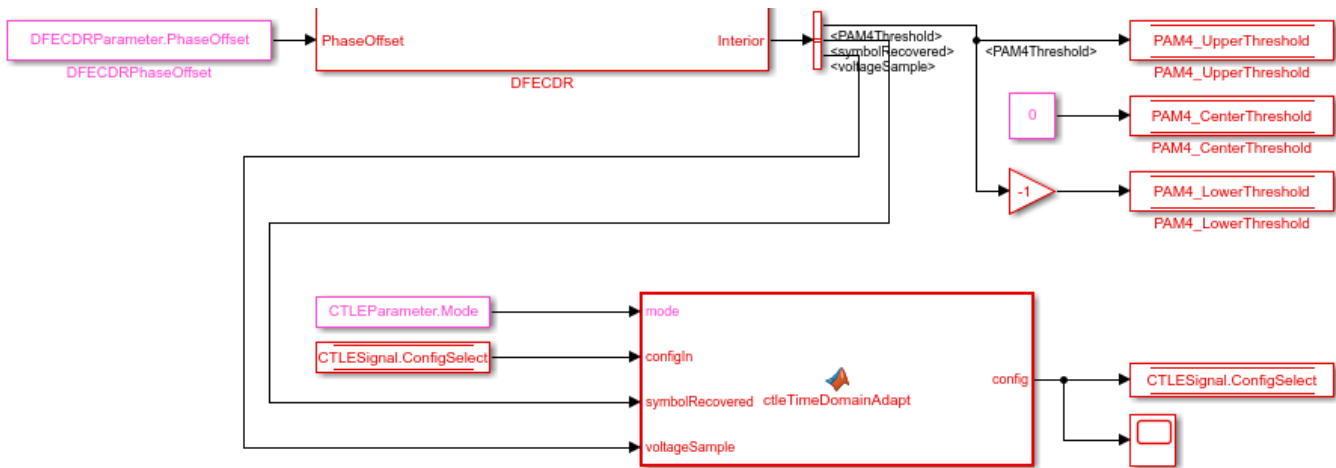 DFECDRParameter.PhaseOffset
DFECDRPhaseOffset
PhaseOffset
Interior
DFECDR
<PAM4Threshold>
<symbolRecovered>
<voltageSample>
<PAM4Threshold>
PAM4_UpperThreshold
PAM4_UpperThreshold
0
PAM4_CenterThreshold
PAM4_CenterThreshold
-1
PAM4_LowerThreshold
PAM4_LowerThreshold
CTLEParameter.Mode
mode
CTLESignal.ConfigSelect
configIn
symbolRecovered
voltageSample
ctleTimeDomainAdapt
config
CTLESignal.ConfigSelect